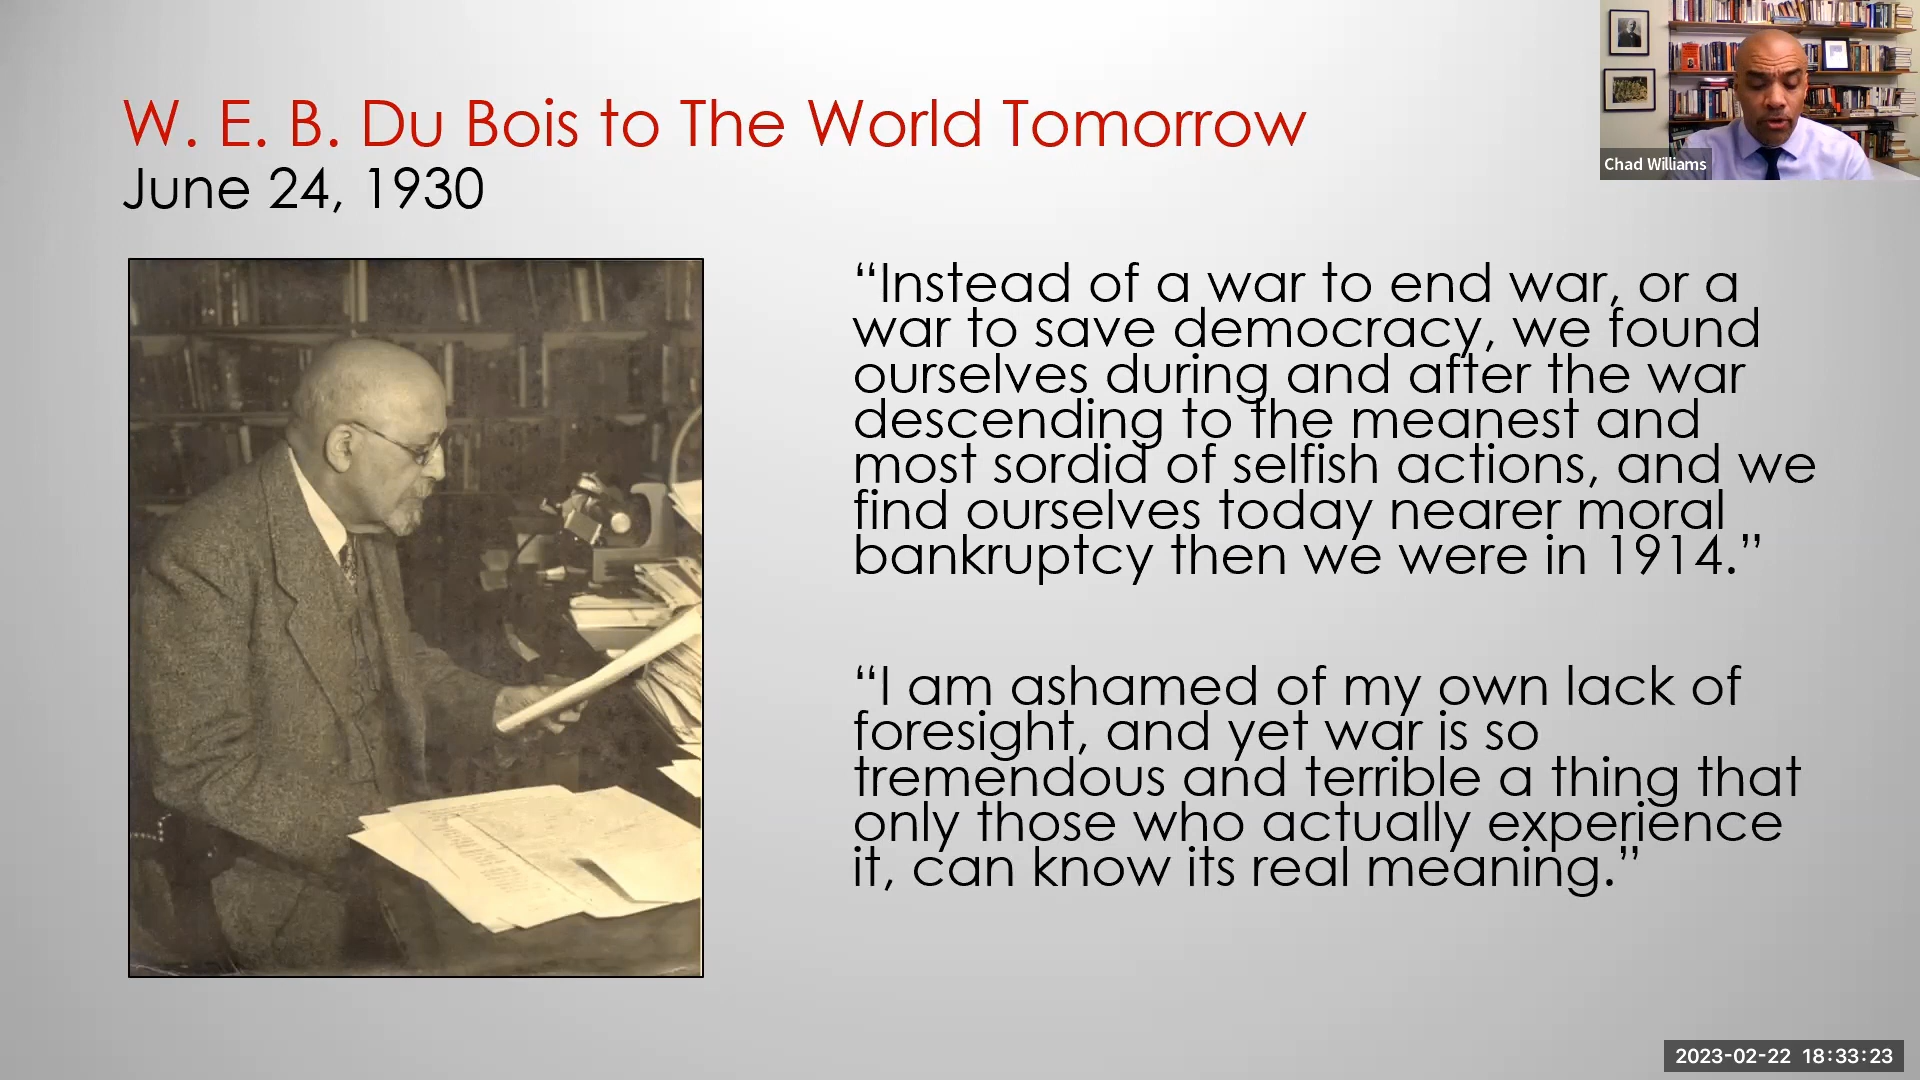 W. E. B. Du Bois to The World Tomorrow
June 24, 1930
Chad Williams
“Instead of a war to end war, or a
war to save democracy, we found
ourselves during and after the war
descending to the meanest and
most sordid of selfish actions, and we
find ourselves today nearer moral
bankruptcy then we were in 1914.”
“I am ashamed of my own lack of
foresight, and yet war is so
tremendous and terrible a thing that
only those who actually experience
it, can know its real meaning.”
2023-02-22 18:33:23